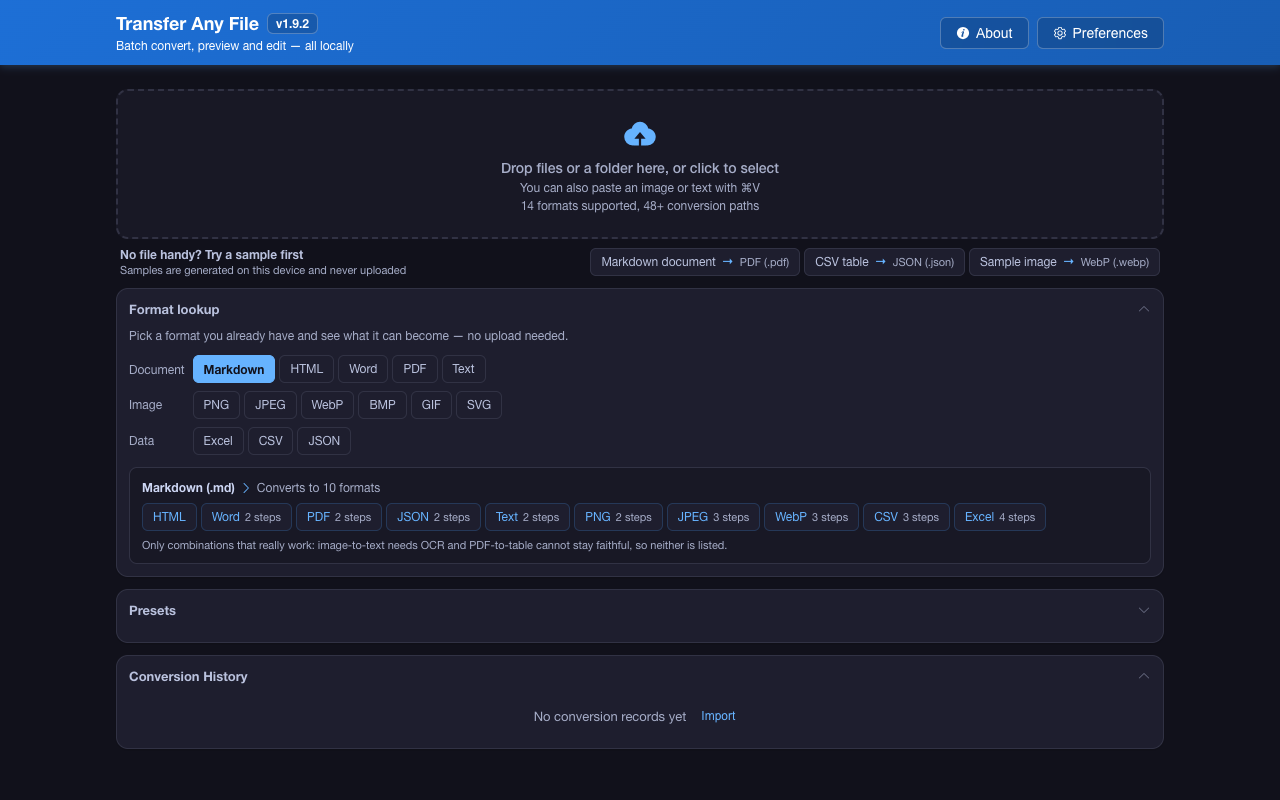 Transfer Any File v1.9.2
Batch convert, preview and edit — all locally
About
Preferences
Drop files or a folder here, or click to select
You can also paste an image or text with ⌘V
14 formats supported, 48+ conversion paths
No file handy? Try a sample first
Samples are generated on this device and never uploaded
Markdown document → PDF (.pdf)
CSV table → JSON (.json)
Sample image → WebP (.webp)
Format lookup
Pick a format you already have and see what it can become — no upload needed.
Document Markdown HTML Word PDF Text
Image PNG JPEG WebP BMP GIF SVG
Data Excel CSV JSON
Markdown (.md) > Converts to 10 formats
HTML Word 2 steps PDF 2 steps JSON 2 steps Text 2 steps PNG 2 steps JPEG 3 steps WebP 3 steps CSV 3 steps Excel 4 steps
Only combinations that really work: image-to-text needs OCR and PDF-to-table cannot stay faithful, so neither is listed.
Presets
Conversion History
No conversion records yet Import